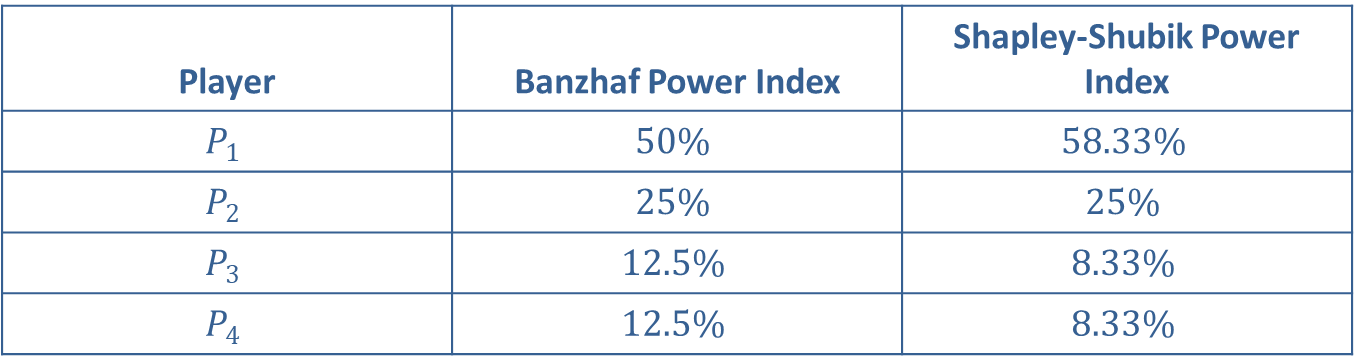 Player Banzhaf Power Index Shapley-Shubik Power Index
P₁ 50% 58.33%
P₂ 25% 25%
P₃ 12.5% 8.33%
P₄ 12.5% 8.33%